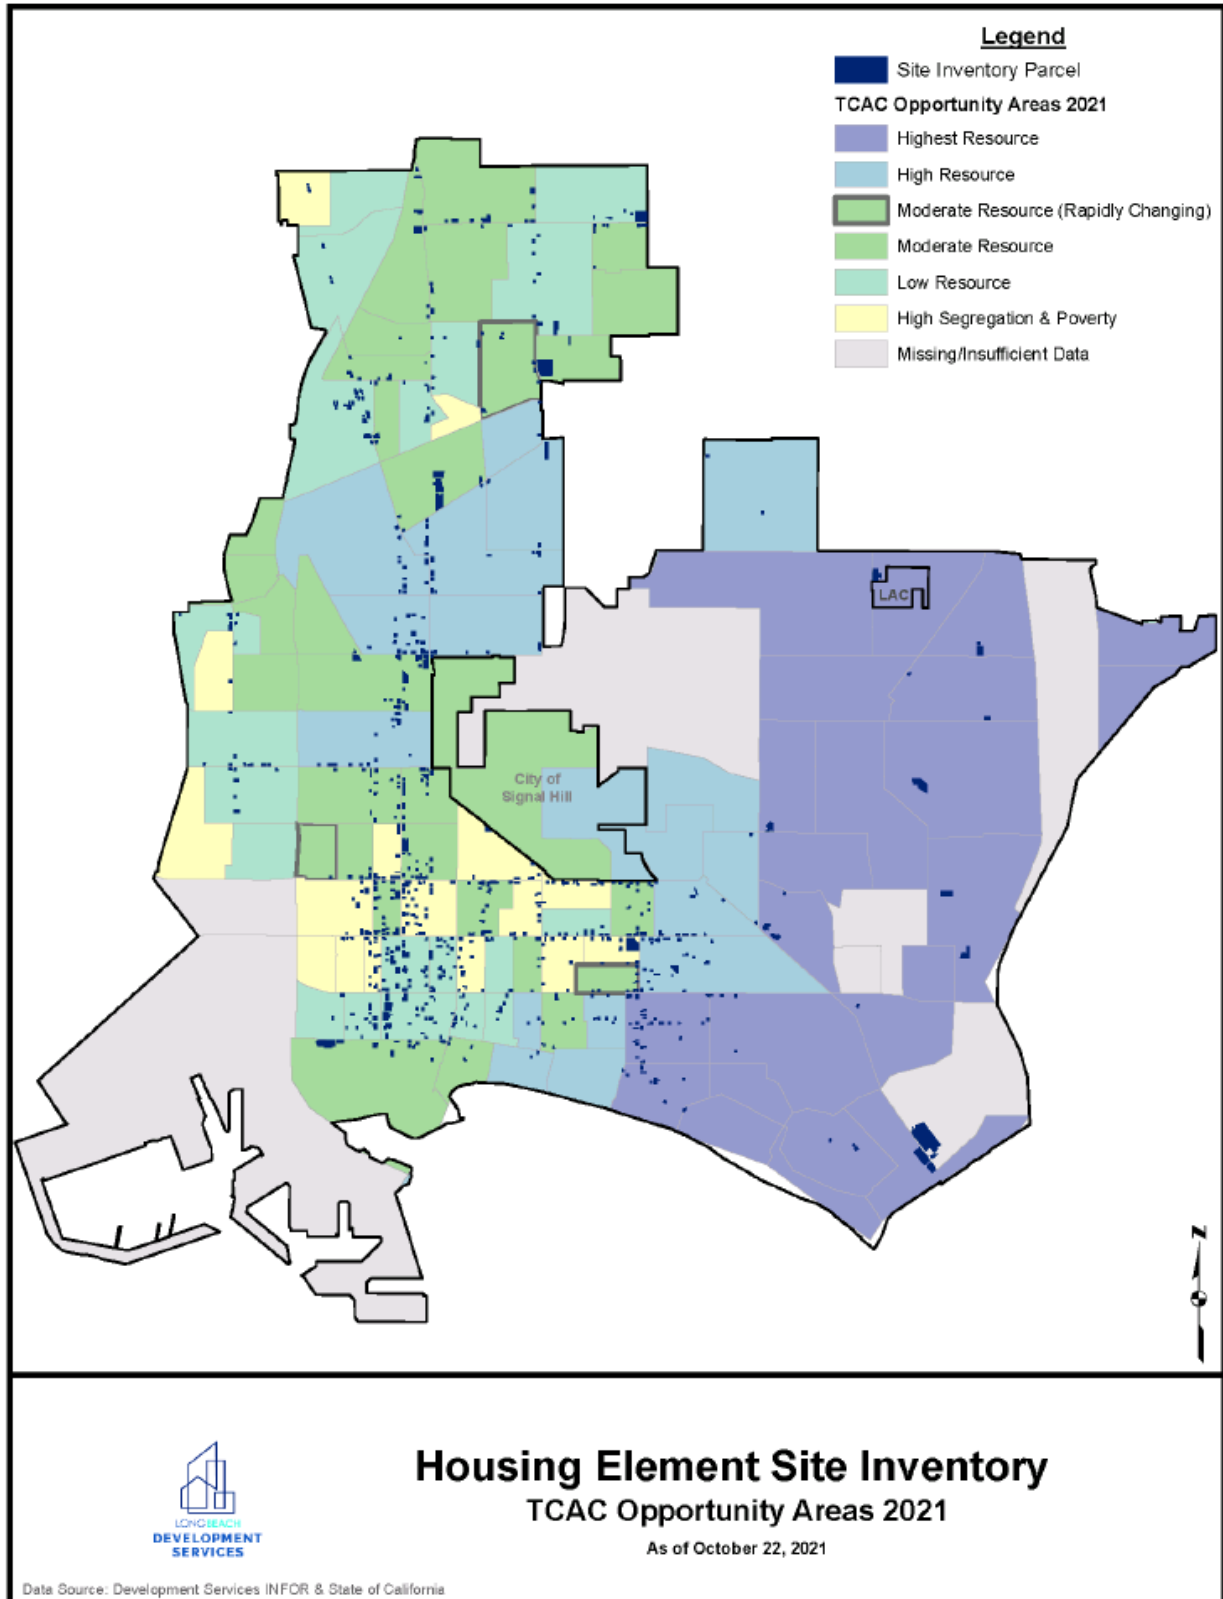 Legend
Site Inventory Parcel
TCAC Opportunity Areas 2021
Highest Resource
High Resource
Moderate Resource (Rapidly Changing)
Moderate Resource
Low Resource
High Segregation & Poverty
Missing/Insufficient Data
LAC
City of
Signal Hill
N
Housing Element Site Inventory
TCAC Opportunity Areas 2021
As of October 22, 2021
LONG BEACH
DEVELOPMENT
SERVICES
Data Source: Development Services INFOR & State of California